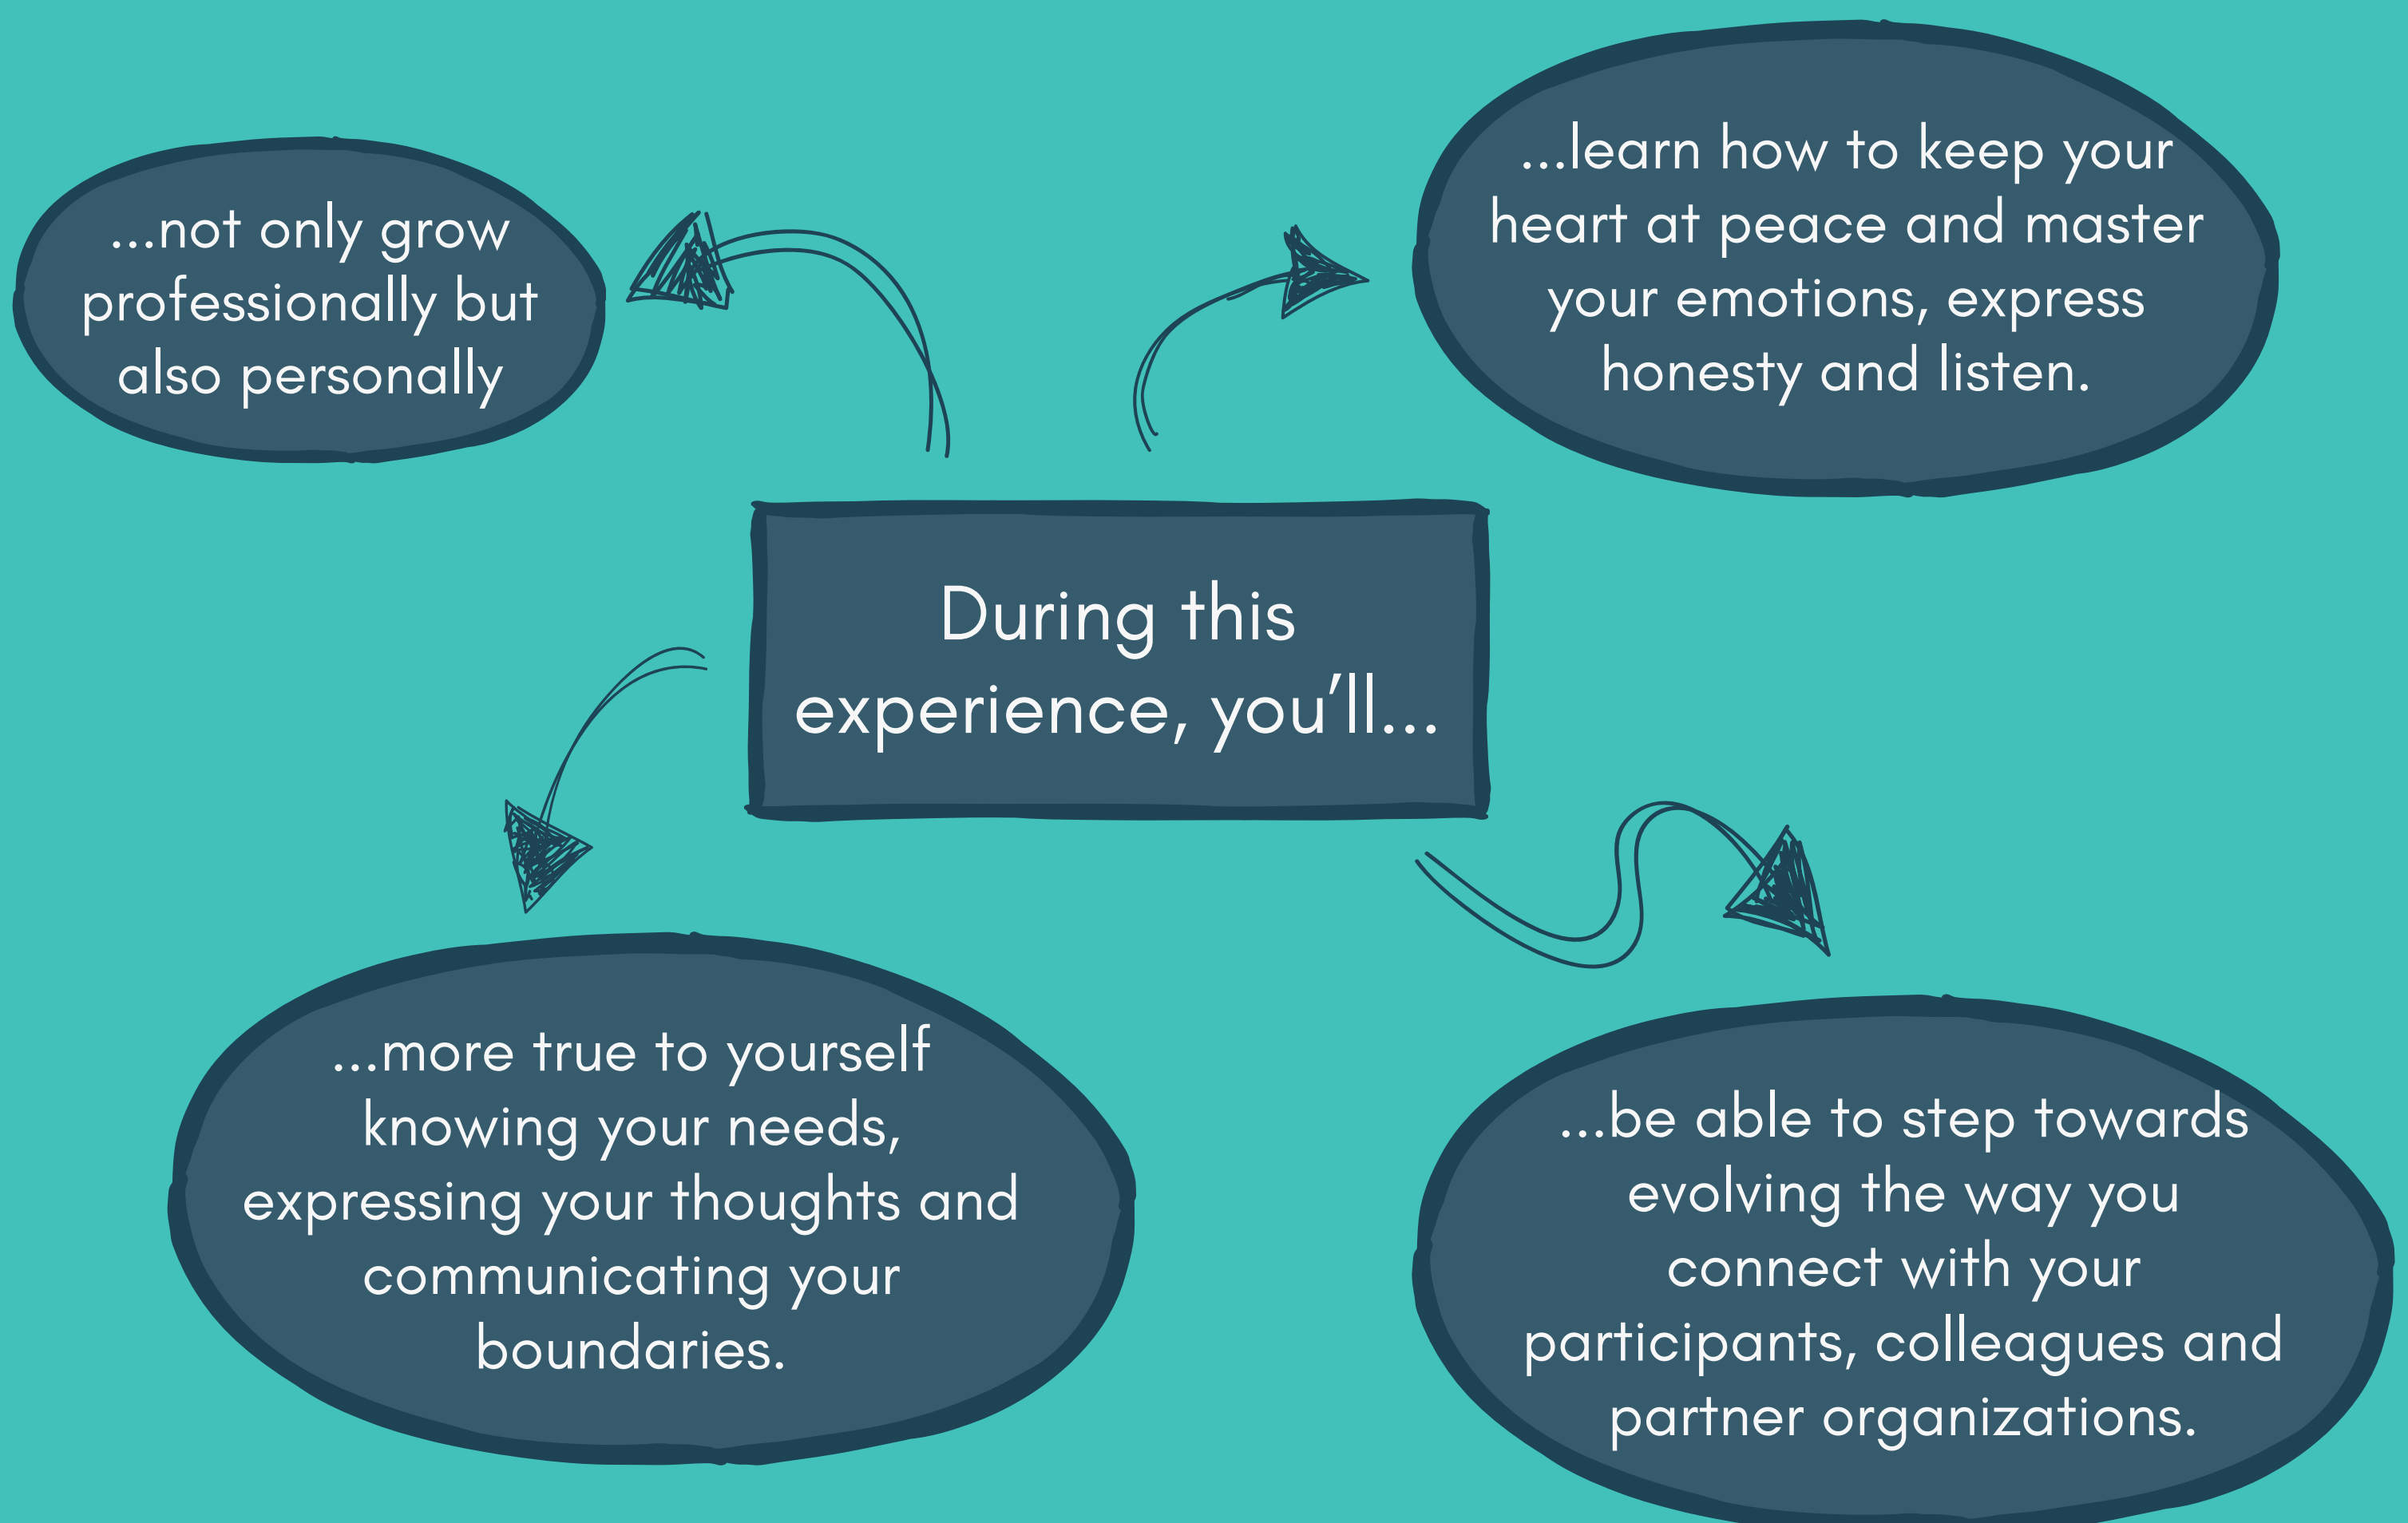 ...not only grow
professionally but
also personally
...learn how to keep your
heart at peace and master
your emotions, express
honesty and listen.
During this
experience, you’ll...
...more true to yourself
knowing your needs,
expressing your thoughts and
communicating your
boundaries.
...be able to step towards
evolving the way you
connect with your
participants, colleagues and
partner organizations.